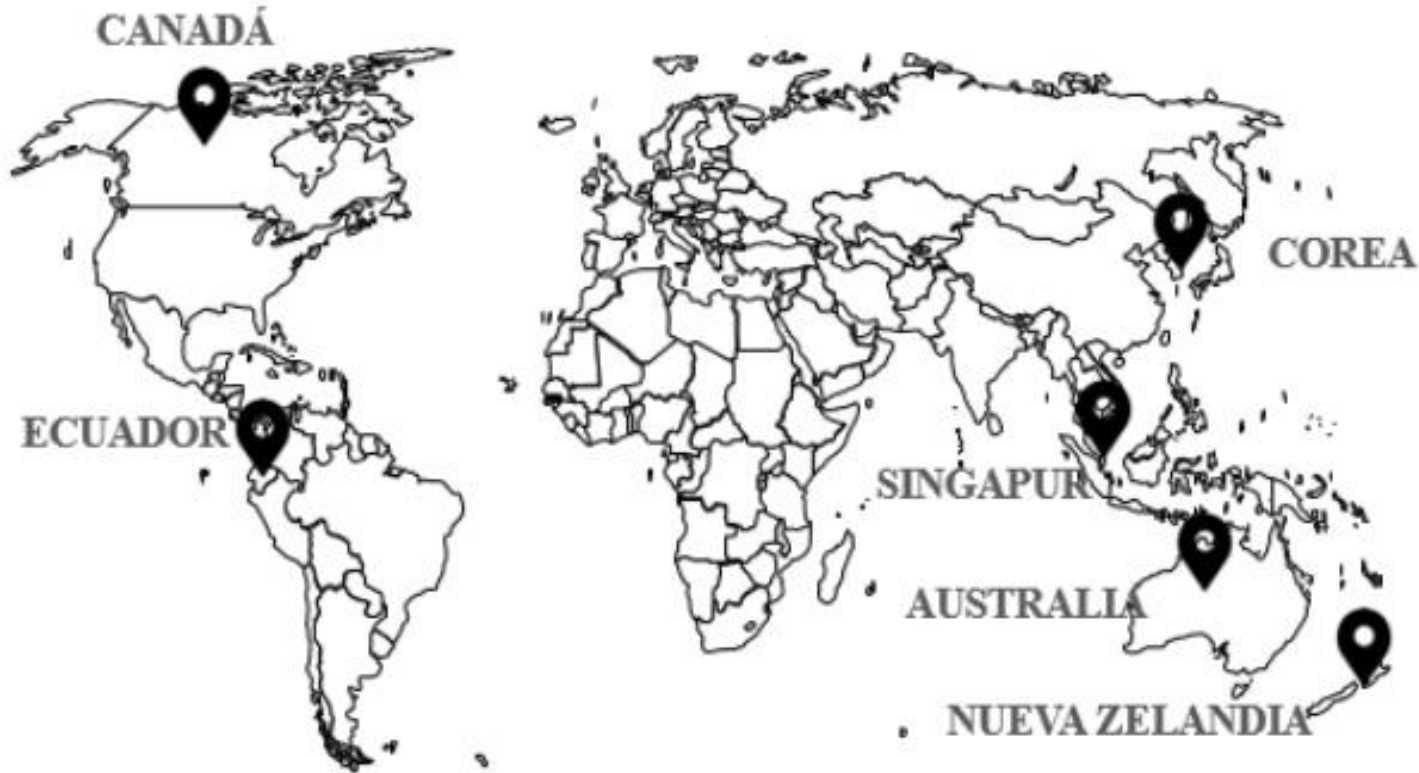 CANADÁ
COREA
ECUADOR
SINGAPUR
AUSTRALIA
NUEVA ZELANDIA